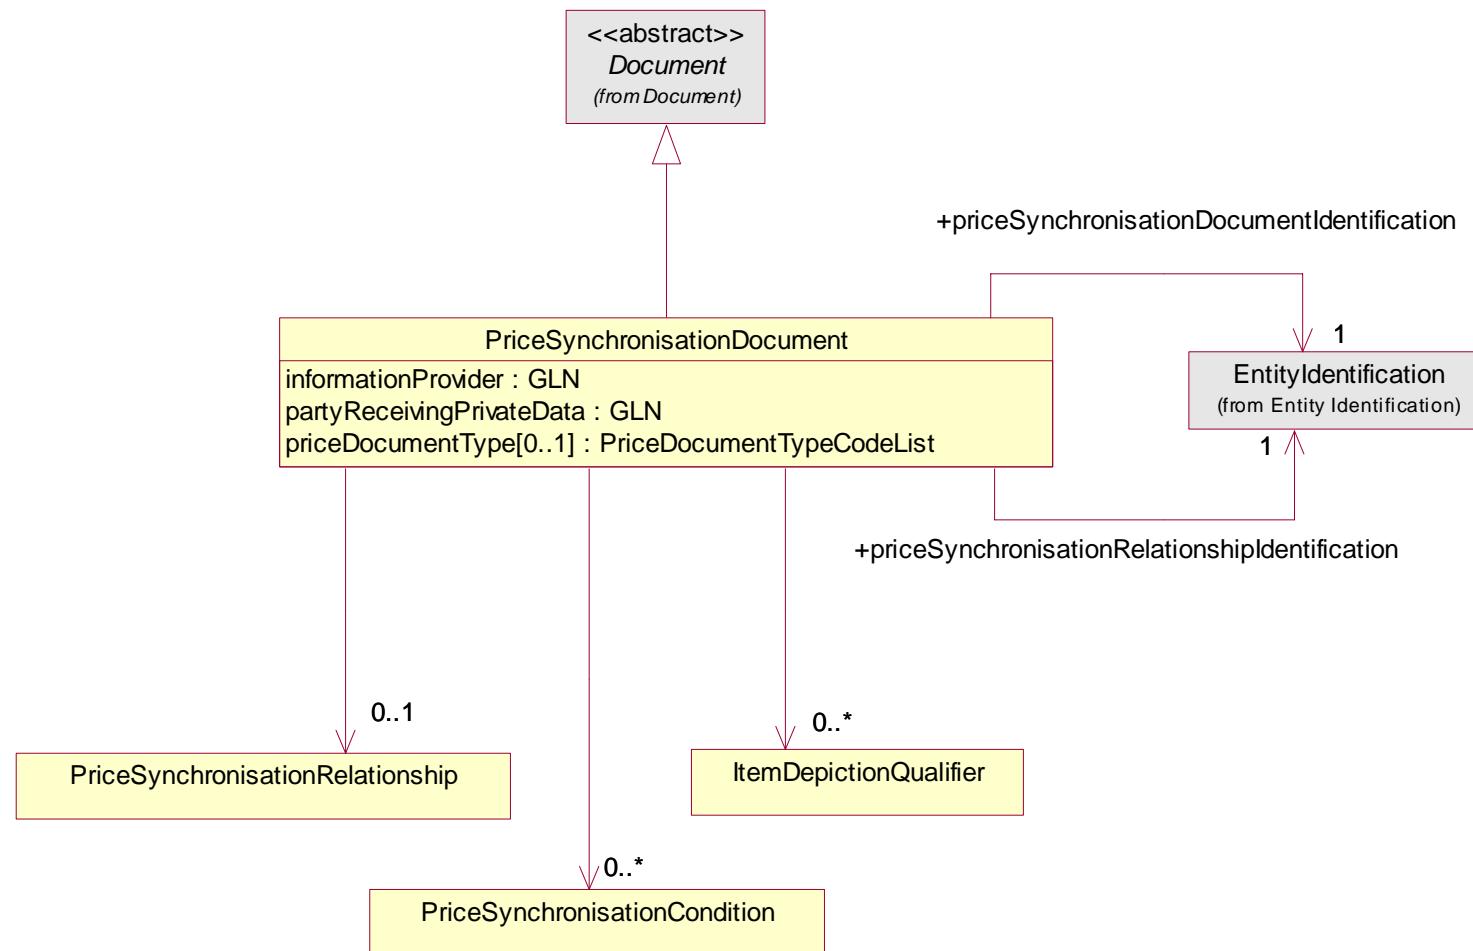 <<abstract>>
Document
(from Document)
+priceSynchronisationDocumentIdentification
PriceSynchronisationDocument
informationProvider : GLN
partyReceivingPrivateData : GLN
priceDocumentType[0..1] : PriceDocumentTypeCodeList
1
EntityIdentification
(from Entity Identification)
1
+priceSynchronisationRelationshipIdentification
0..1
0..*
PriceSynchronisationRelationship
ItemDepictionQualifier
0..*
PriceSynchronisationCondition